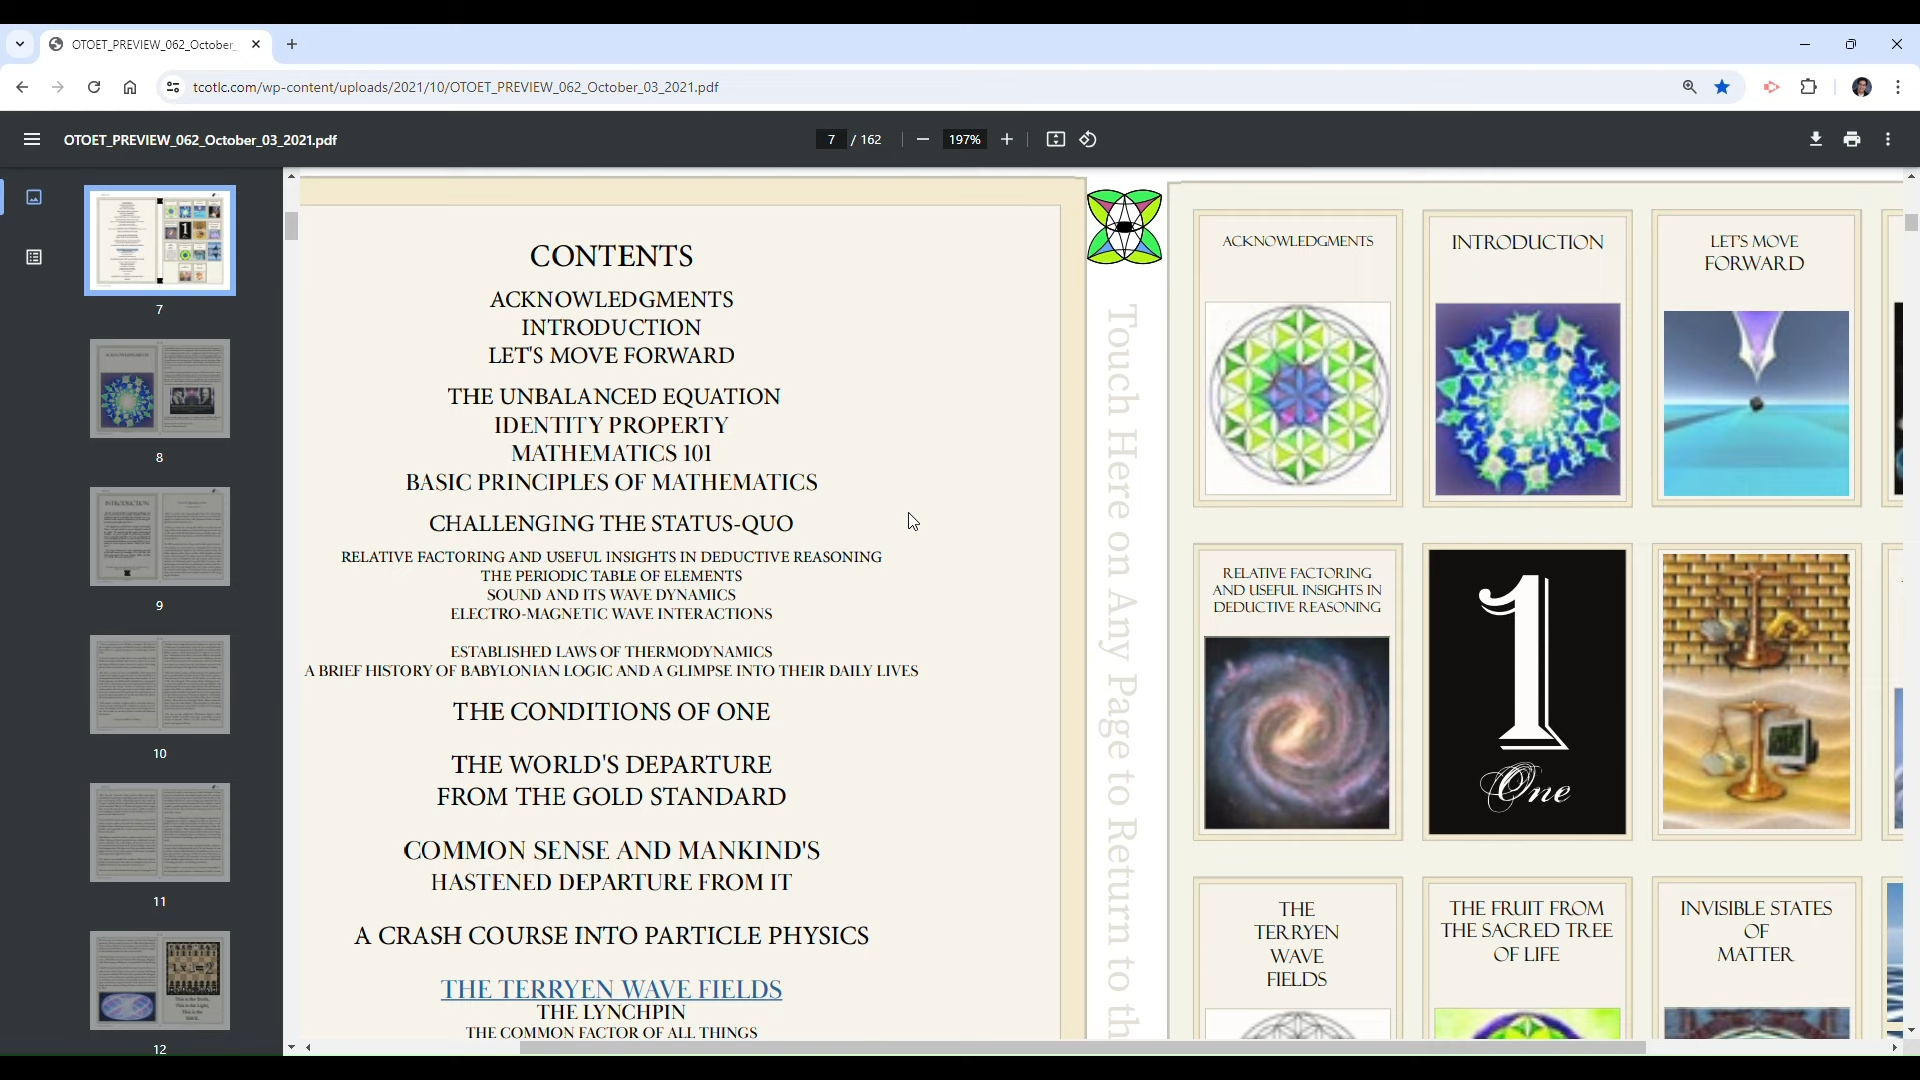 OTOET_PREVIEW_062_October_
tcotlc.com/wp-content/uploads/2021/10/OTOET_PREVIEW_062_October_03_2021.pdf
OTOET_PREVIEW_062_October_03_2021.pdf
7 / 162
197%
7
8
9
10
11
1x1=2
12
CONTENTS
ACKNOWLEDGMENTS
INTRODUCTION
LET'S MOVE FORWARD
THE UNBALANCED EQUATION
IDENTITY PROPERTY
MATHEMATICS 101
BASIC PRINCIPLES OF MATHEMATICS
CHALLENGING THE STATUS-QUO
RELATIVE FACTORING AND USEFUL INSIGHTS IN DEDUCTIVE REASONING
THE PERIODIC TABLE OF ELEMENTS
SOUND AND ITS WAVE DYNAMICS
ELECTRO-MAGNETIC WAVE INTERACTIONS
ESTABLISHED LAWS OF THERMODYNAMICS
A BRIEF HISTORY OF BABYLONIAN LOGIC AND A GLIMPSE INTO THEIR DAILY LIVES
THE CONDITIONS OF ONE
THE WORLD'S DEPARTURE
FROM THE GOLD STANDARD
COMMON SENSE AND MANKIND'S
HASTENED DEPARTURE FROM IT
A CRASH COURSE INTO PARTICLE PHYSICS
THE TERRYEN WAVE FIELDS
THE LYNCHPIN
THE COMMON FACTOR OF ALL THINGS
Touch Here on Any Page to Return to th
ACKNOWLEDGMENTS
INTRODUCTION
LET'S MOVE
FORWARD
RELATIVE FACTORING
AND USEFUL INSIGHTS IN
DEDUCTIVE REASONING
1
One
THE
TERRYEN
WAVE
FIELDS
THE FRUIT FROM
THE SACRED TREE
OF LIFE
INVISIBLE STATES
OF
MATTER